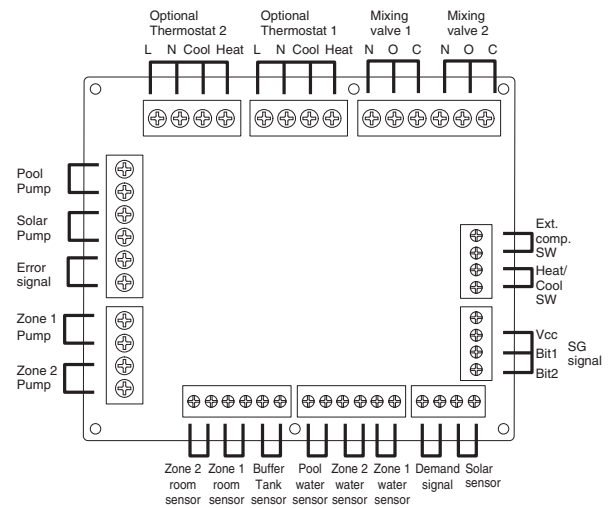 Optional Thermostat 2
Optional Thermostat 1
Mixing valve 1
Mixing valve 2
L N Cool Heat
L N Cool Heat
N O C
N O C
Pool Pump
Solar Pump
Error signal
Zone 1 Pump
Zone 2 Pump
Ext. comp. SW
Heat/ Cool SW
Vcc
Bit1
Bit2
SG signal
Zone 2 room sensor
Zone 1 room sensor
Buffer Tank sensor
Pool water sensor
Zone 2 water sensor
Zone 1 water sensor
Demand signal
Solar sensor